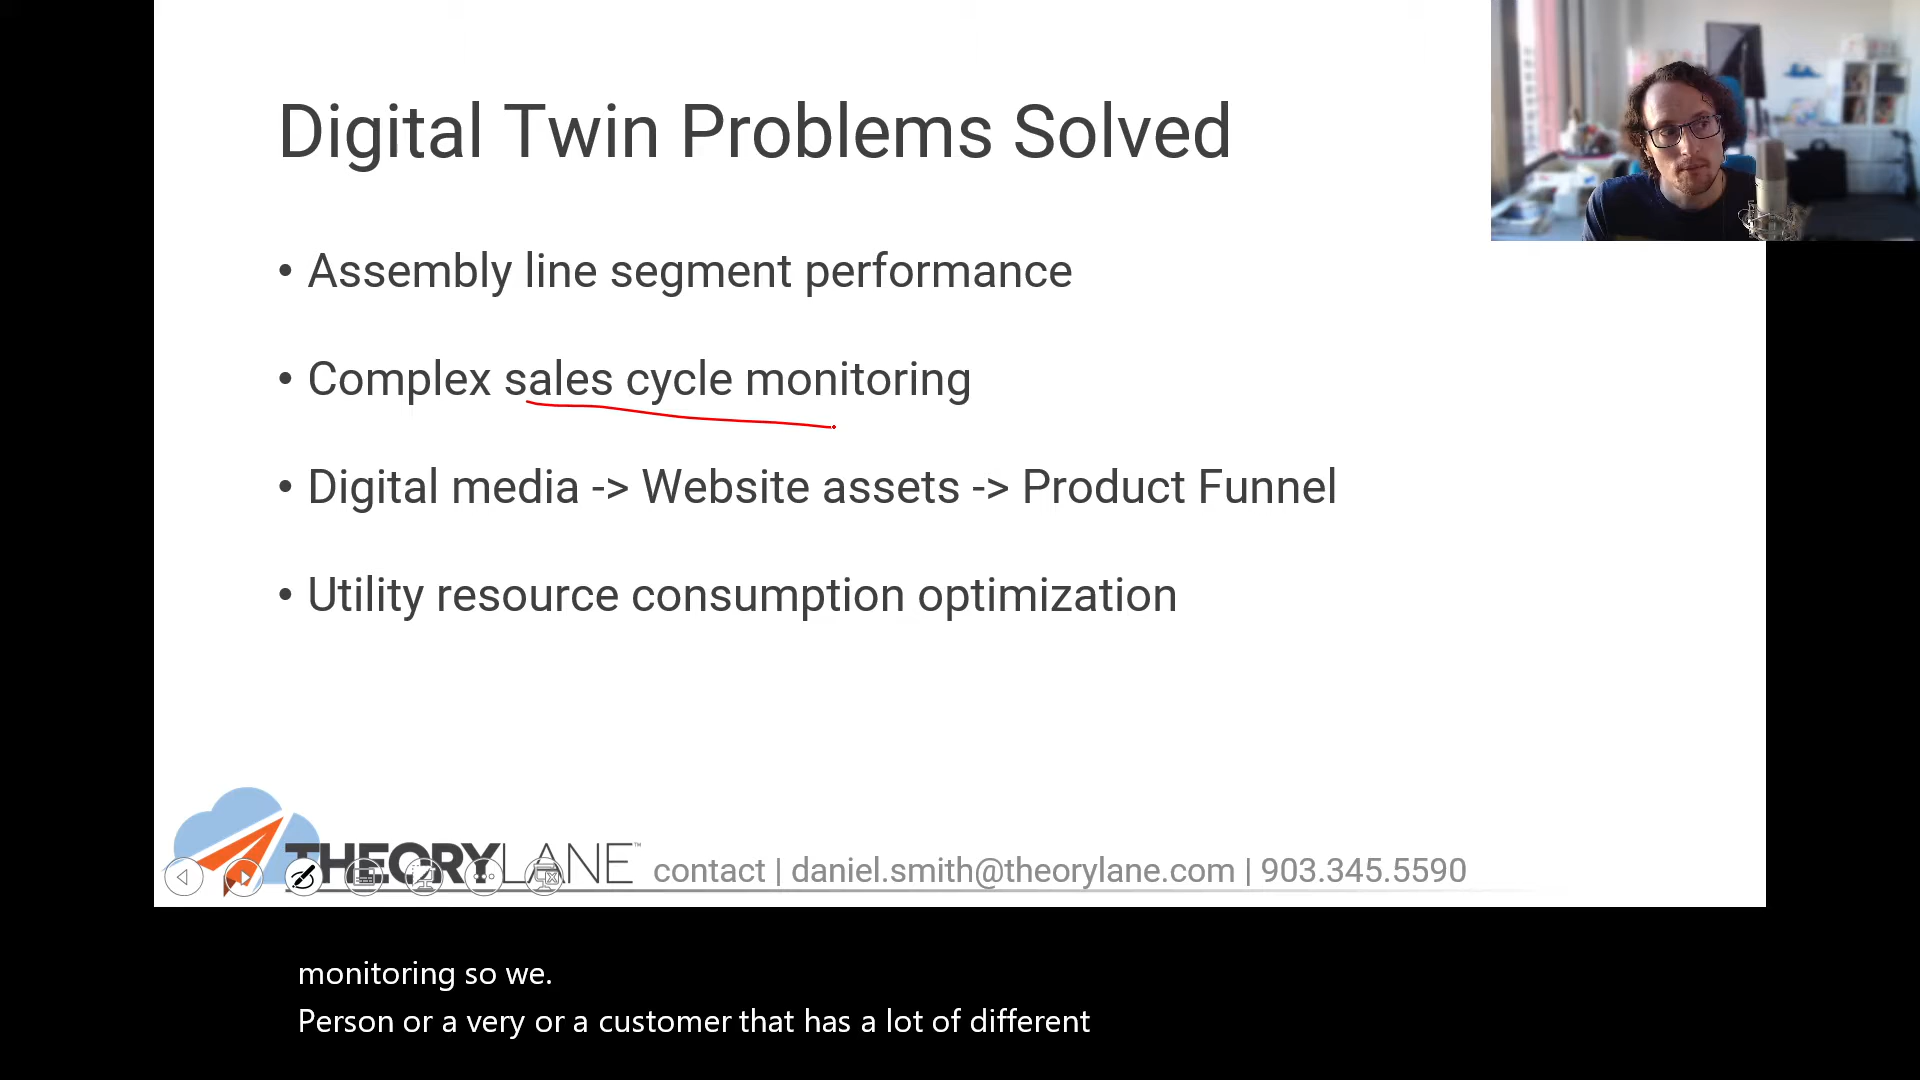 Digital Twin Problems Solved
• Assembly line segment performance
• Complex sales cycle monitoring
• Digital media -> Website assets -> Product Funnel
• Utility resource consumption optimization
THEORYLANE™ contact | daniel.smith@theorylane.com | 903.345.5590
monitoring so we.
Person or a very or a customer that has a lot of different